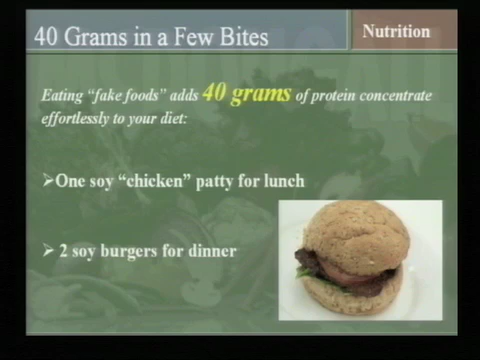 40 Grams in a Few Bites
Nutrition
Eating “fake foods” adds 40 grams of protein concentrate
effortlessly to your diet:
➢One soy “chicken” patty for lunch
➢ 2 soy burgers for dinner